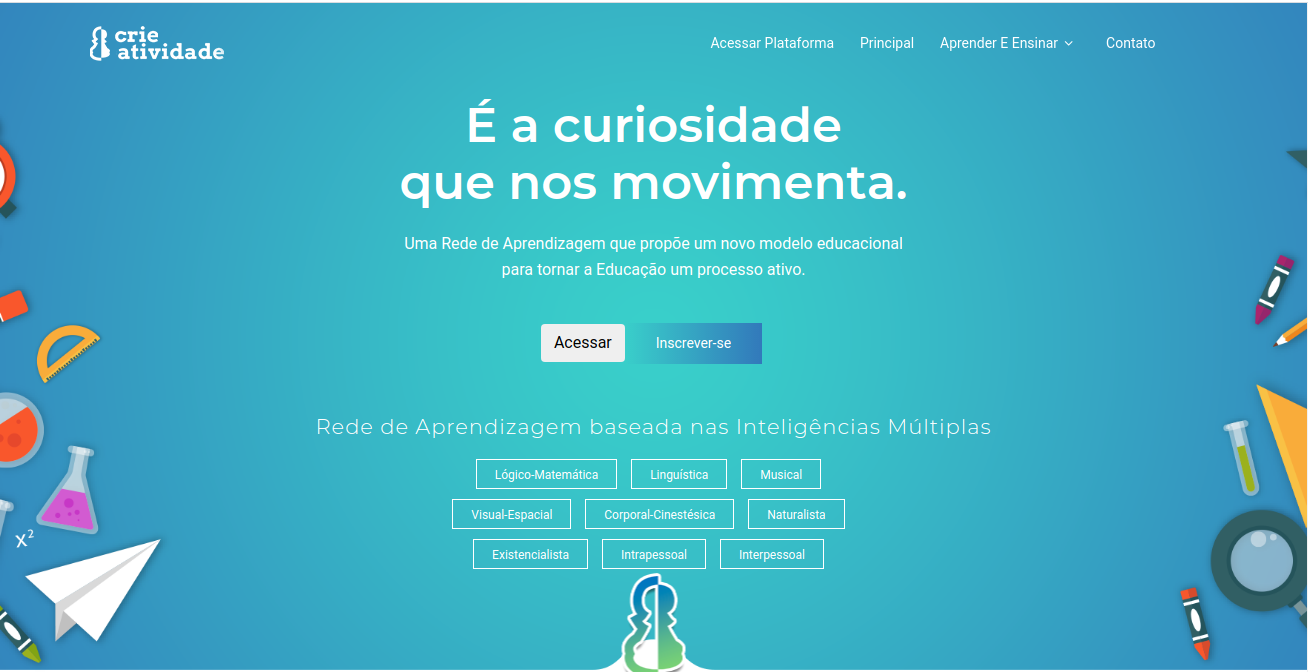 crie
atividade
Acessar Plataforma
Principal
Aprender E Ensinar
Contato
É a curiosidade
que nos movimenta.
Uma Rede de Aprendizagem que propõe um novo modelo educacional
para tornar a Educação um processo ativo.
Acessar
Inscrever-se
Rede de Aprendizagem baseada nas Inteligências Múltiplas
Lógico-Matemática
Linguística
Musical
Visual-Espacial
Corporal-Cinestésica
Naturalista
Existencialista
Intrapessoal
Interpessoal
x²